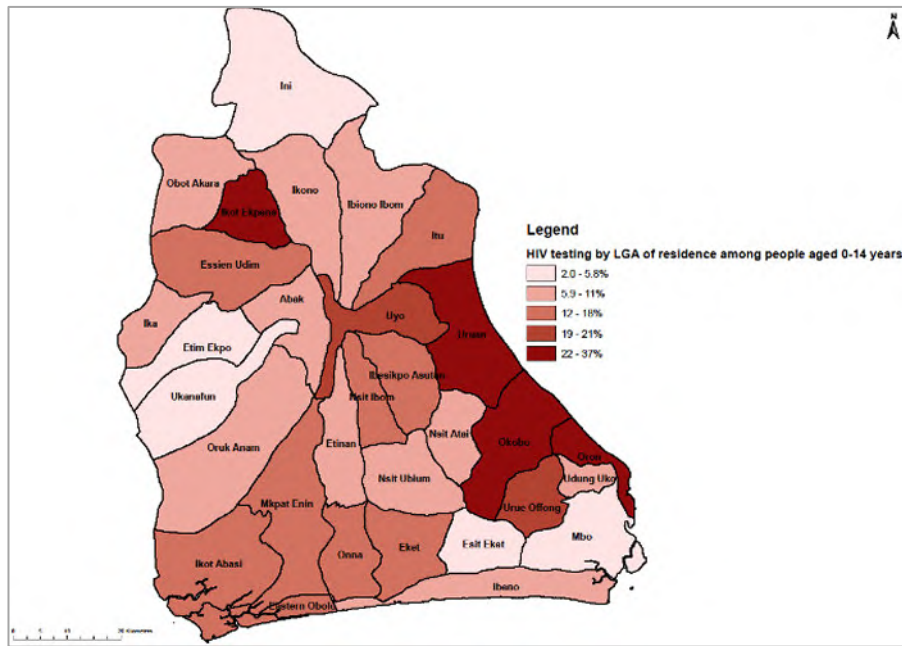 N
Ini
Obot Akara
Ikot Ekpene
Ikono
Ibiono Ibom
Itu
Essien Udim
Legend
HIV testing by LGA of residence among people aged 0-14 years
2.0 - 5.8%
5.9 - 11%
12 - 18%
19 - 21%
22 - 37%
Abak
Uyo
Uruan
Ika
Etim Ekpo
Ibesikpo Asutan
Ukanafun
Nsit Ibom
Nsit Atai
Okobo
Oruk Anam
Etinan
Oron
Nsit Ubium
Udung Uko
Mkpat Enin
Urue Offong
Mbo
Onna
Eket
Esit Eket
Ikot Abasi
Ibeno
Eastern Obolo